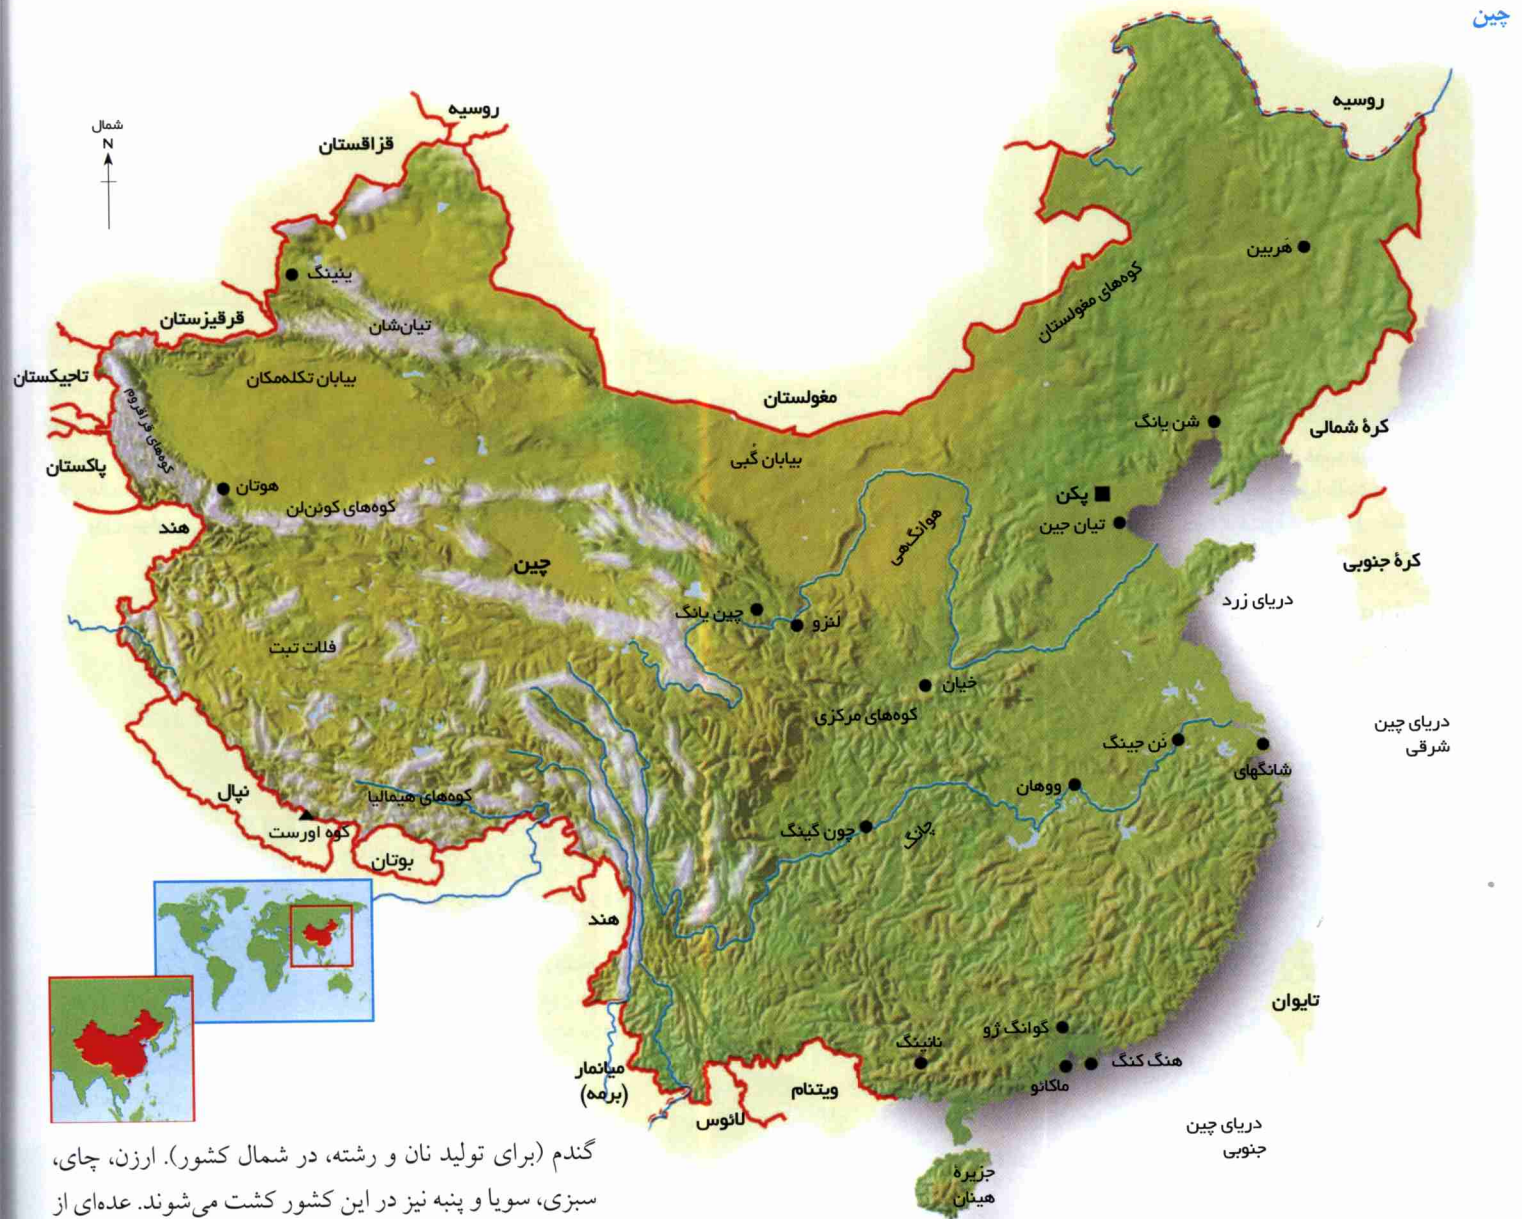 چین
روسیه
شمال
N
روسیه
قزاقستان
هَربین
ینینگ
کوه‌های مغولستان
قرقیزستان
تیان‌شان
تاجیکستان
بیابان تکله‌مکان
مغولستان
کوه‌های قراقروم
شن یانگ
کرهٔ شمالی
پاکستان
بیابان گُبی
هوتان
پکن
کوه‌های کوئن‌لن
تیان جین
هند
هوانگ‌هی
چین
کرهٔ جنوبی
دریای زرد
چین یانگ
لَنزو
فلات تبت
خیان
کوه‌های مرکزی
دریای چین
شرقی
نَن جینگ
شانگهای
نپال
کوه‌های هیمالیا
ووهان
کوه اورست
چون گینگ
چانگ
بوتان
هند
تایوان
گوانگ ژو
نانینگ
هنگ کنگ
ماکائو
میانمار
(برمه)
ویتنام
لائوس
دریای چین
جنوبی
جزیرهٔ
هینان
گندم (برای تولید نان و رشته، در شمال کشور). ارزن، چای،
سبزی، سویا و پنبه نیز در این کشور کشت می‌شوند. عده‌ای از